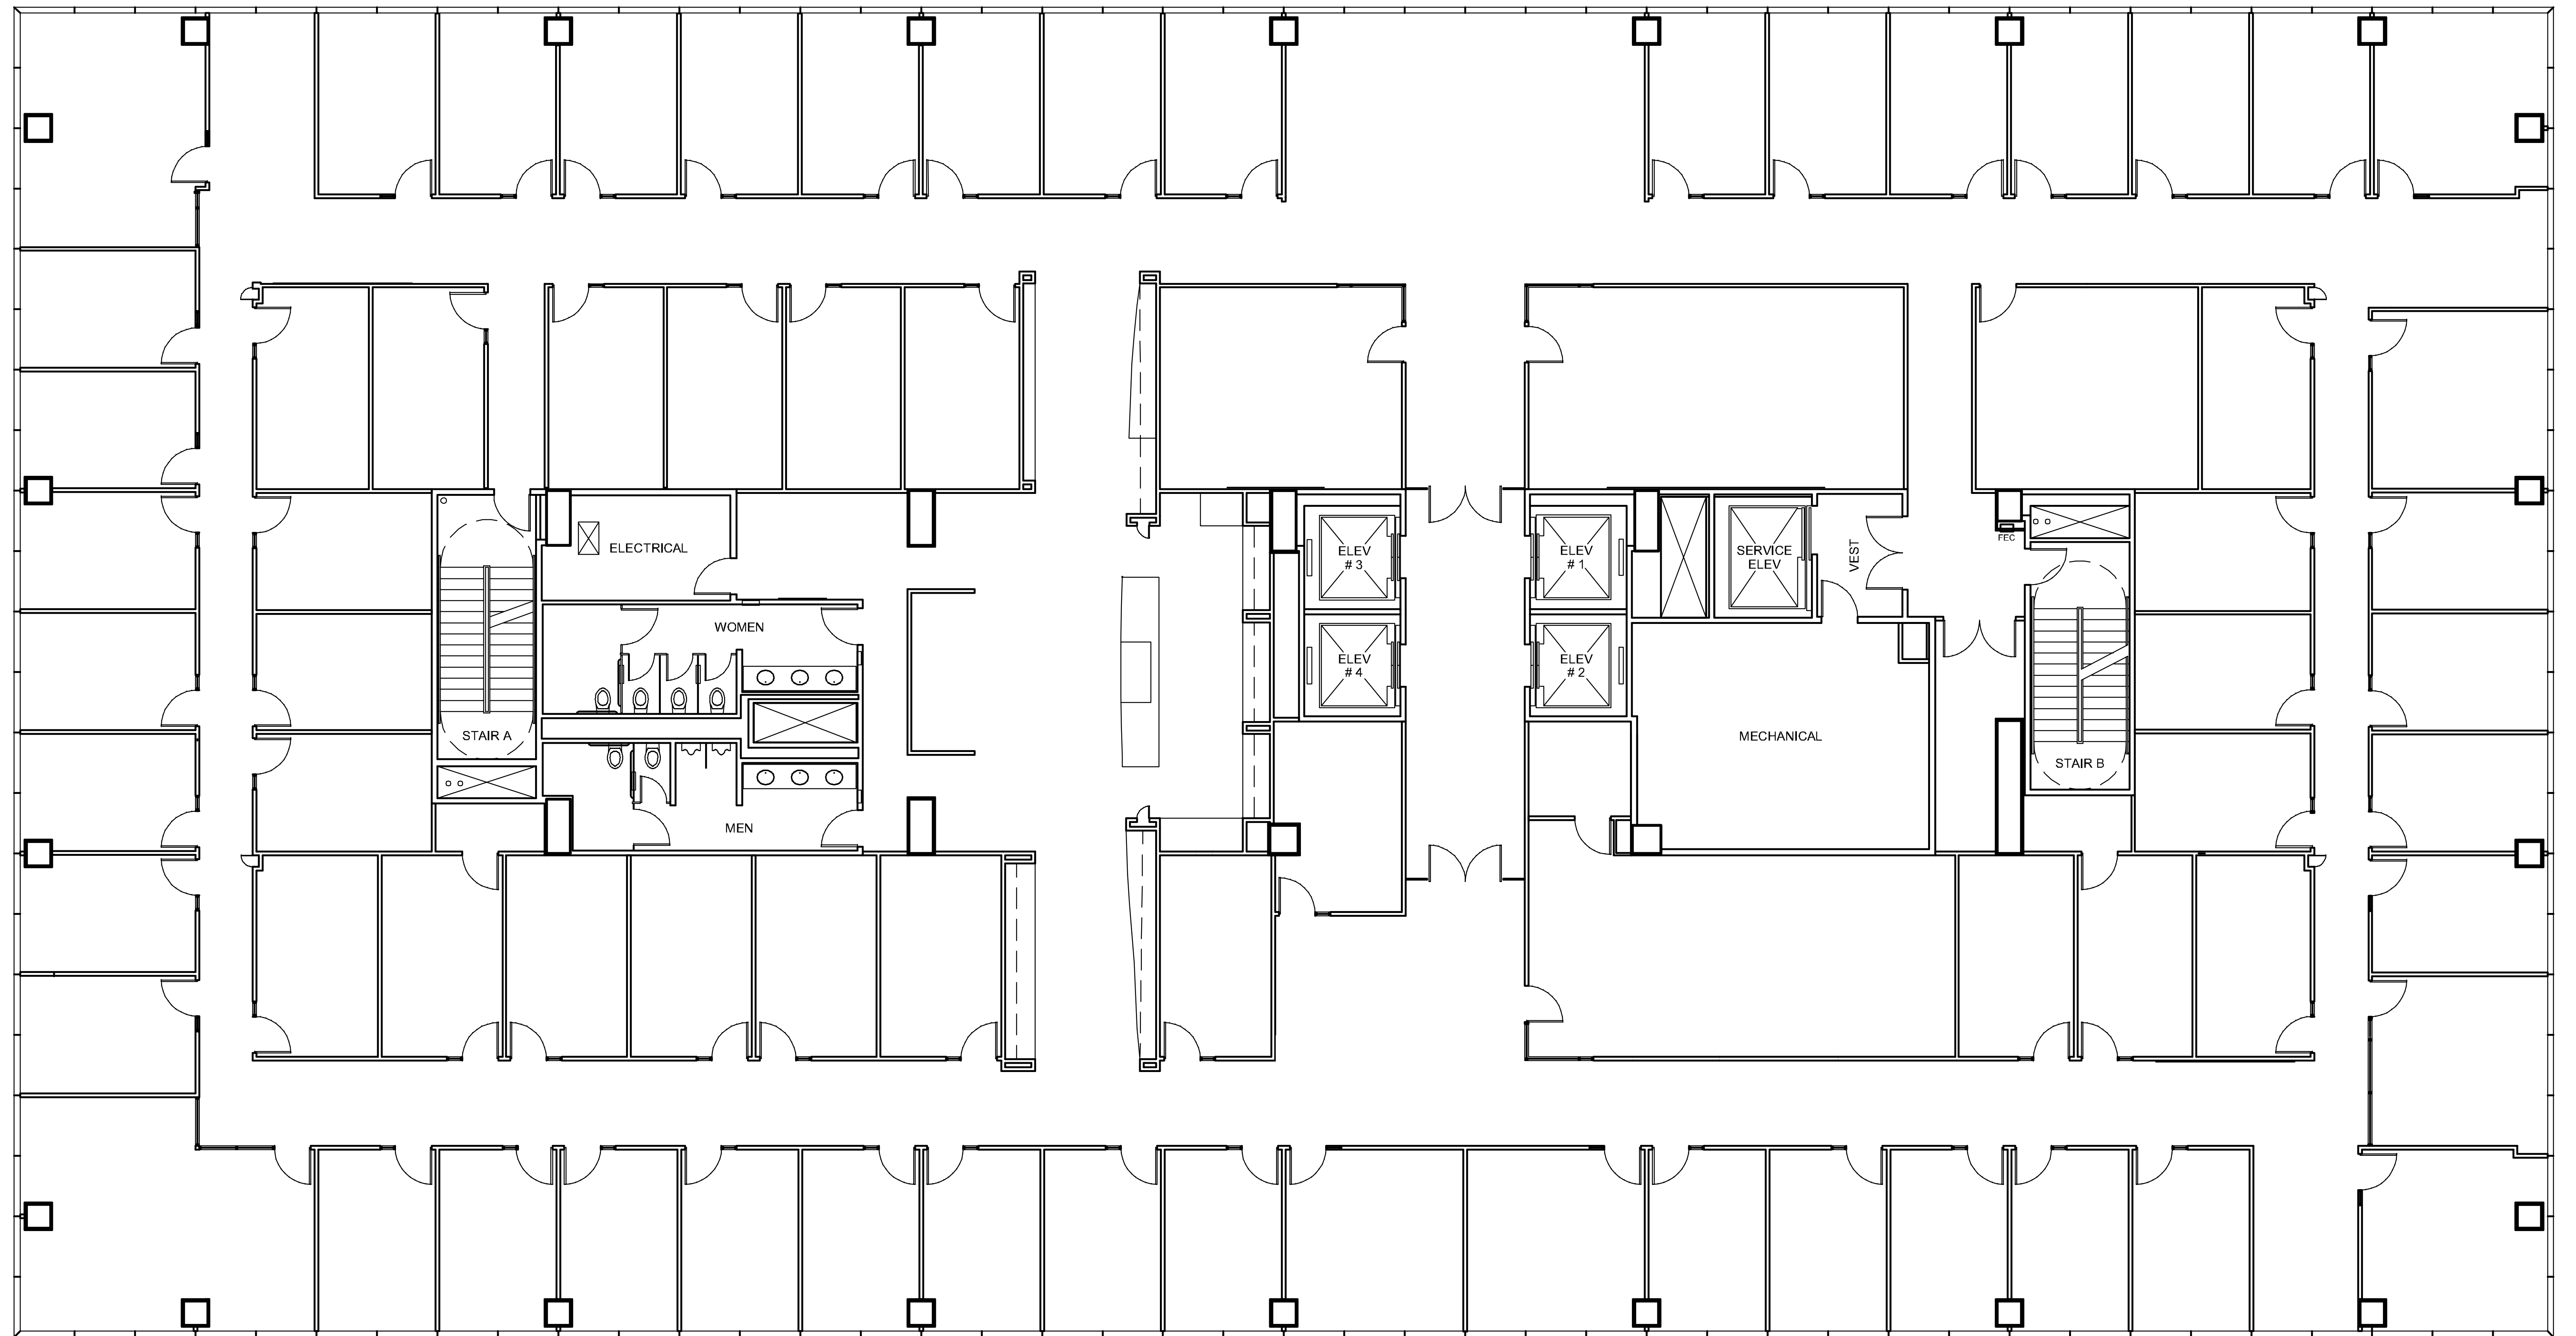 ELECTRICAL
WOMEN
STAIR A
MEN
ELEV
# 3
ELEV
# 4
ELEV
# 1
ELEV
# 2
SERVICE
ELEV
VEST
MECHANICAL
FEC
STAIR B